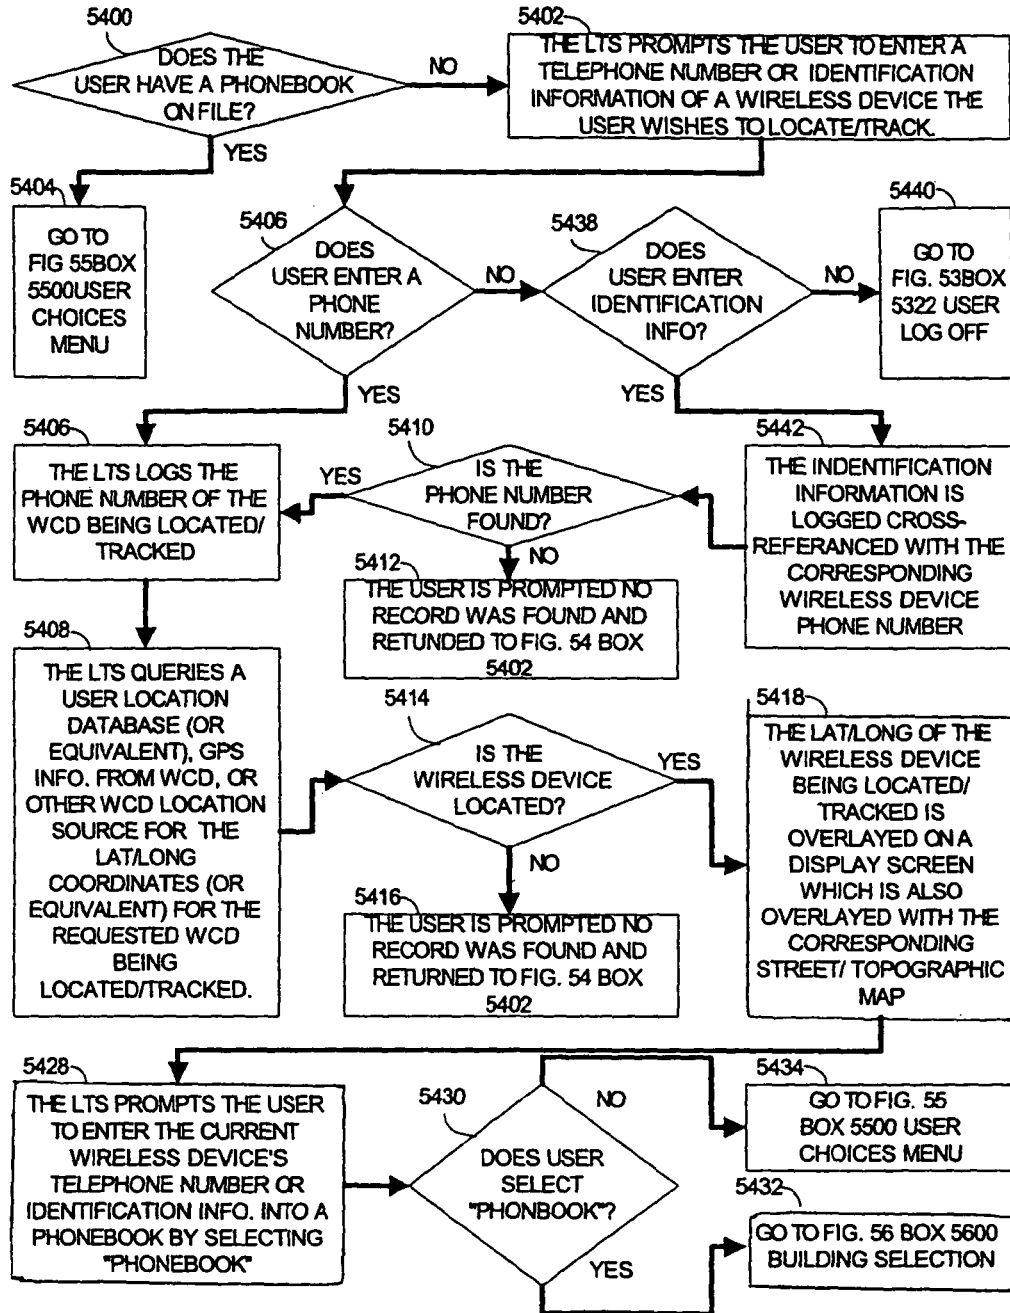 5400
DOES THE
USER HAVE A PHONEBOOK
ON FILE?
NO
YES
5402
THE LTS PROMPTS THE USER TO ENTER A
TELEPHONE NUMBER OR IDENTIFICATION
INFORMATION OF A WIRELESS DEVICE THE
USER WISHES TO LOCATE/TRACK.
5404
GO TO
FIG 55BOX
5500USER
CHOICES
MENU
5406
DOES
USER ENTER A
PHONE
NUMBER?
NO
YES
5438
DOES
USER ENTER
IDENTIFICATION
INFO?
NO
YES
5440
GO TO
FIG. 53BOX
5322 USER
LOG OFF
5406
THE LTS LOGS THE
PHONE NUMBER OF THE
WCD BEING LOCATED/
TRACKED
5410
IS THE
PHONE NUMBER
FOUND?
YES
NO
5442
THE INDENTIFICATION
INFORMATION IS
LOGGED CROSS-
REFERANCED WITH THE
CORRESPONDING
WIRELESS DEVICE
PHONE NUMBER
5412
THE USER IS PROMPTED NO
RECORD WAS FOUND AND
RETUNDED TO FIG. 54 BOX
5402
5408
THE LTS QUERIES A
USER LOCATION
DATABASE (OR
EQUIVALENT), GPS
INFO. FROM WCD, OR
OTHER WCD LOCATION
SOURCE FOR THE
LAT/LONG
COORDINATES (OR
EQUIVALENT) FOR THE
REQUESTED WCD
BEING
LOCATED/TRACKED.
5414
IS THE
WIRELESS DEVICE
LOCATED?
YES
NO
5416
THE USER IS PROMPTED NO
RECORD WAS FOUND AND
RETURNED TO FIG. 54 BOX
5402
5418
THE LAT/LONG OF THE
WIRELESS DEVICE
BEING LOCATED/
TRACKED IS
OVERLAYED ON A
DISPLAY SCREEN
WHICH IS ALSO
OVERLAYED WITH THE
CORRESPONDING
STREET/ TOPOGRAPHIC
MAP
5428
THE LTS PROMPTS THE USER
TO ENTER THE CURRENT
WIRELESS DEVICE'S
TELEPHONE NUMBER OR
IDENTIFICATION INFO. INTO A
PHONEBOOK BY SELECTING
"PHONEBOOK"
5430
DOES USER
SELECT
"PHONBOOK"?
NO
YES
5434
GO TO FIG. 55
BOX 5500 USER
CHOICES MENU
5432
GO TO FIG. 56 BOX 5600
BUILDING SELECTION